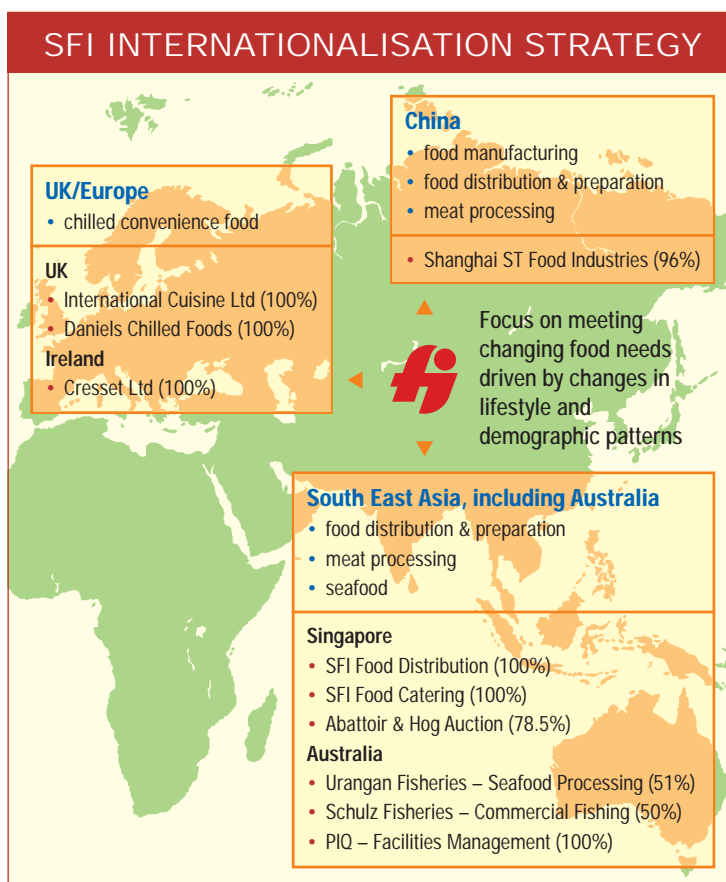 SFI INTERNATIONALISATION STRATEGY
UK/Europe
• chilled convenience food
UK
• International Cuisine Ltd (100%)
• Daniels Chilled Foods (100%)
Ireland
• Cresset Ltd (100%)
China
• food manufacturing
• food distribution & preparation
• meat processing
• Shanghai ST Food Industries (96%)
Focus on meeting
changing food needs
driven by changes in
lifestyle and
demographic patterns
South East Asia, including Australia
• food distribution & preparation
• meat processing
• seafood
Singapore
• SFI Food Distribution (100%)
• SFI Food Catering (100%)
• Abattoir & Hog Auction (78.5%)
Australia
• Urangan Fisheries – Seafood Processing (51%)
• Schulz Fisheries – Commercial Fishing (50%)
• PIQ – Facilities Management (100%)